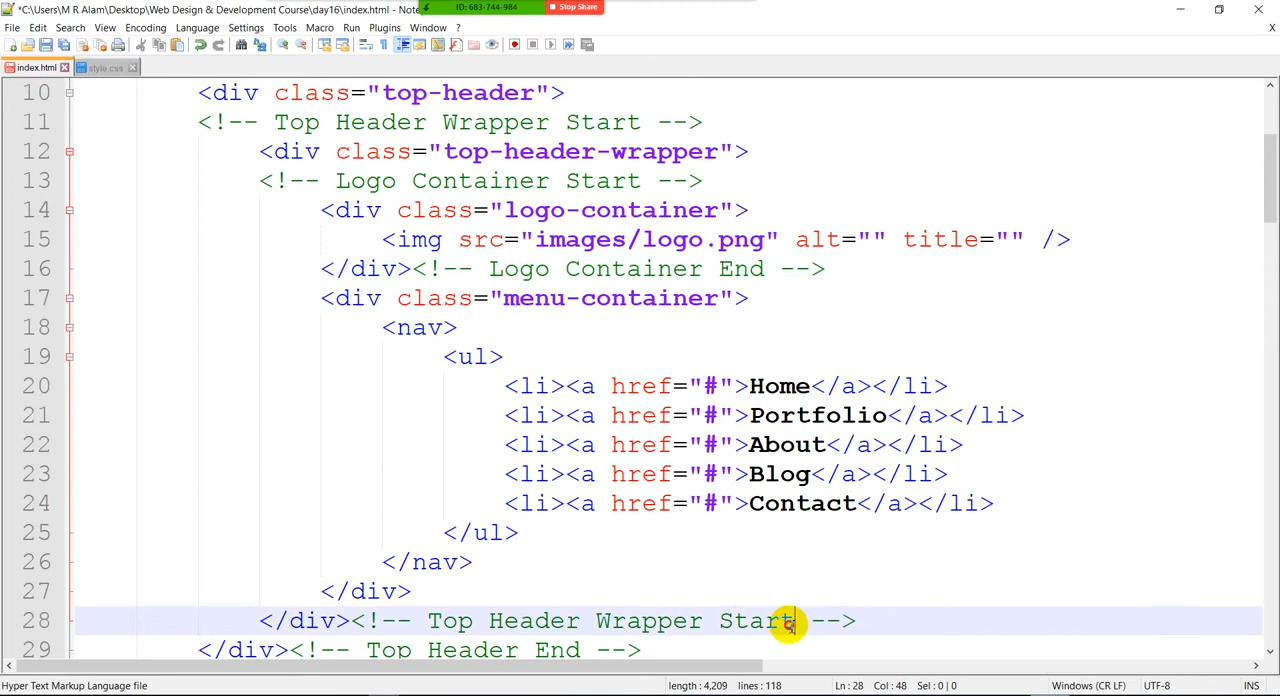 *C:\Users\M R Alam\Desktop\Web Design & Development Course\day16\index.html - Note
ID: 683-744-984
Stop Share
File Edit Search View Encoding Language Settings Tools Macro Run Plugins Window ?
X
index.html
style.css
10 <div class="top-header">
11 <!-- Top Header Wrapper Start -->
12 <div class="top-header-wrapper">
13 <!-- Logo Container Start -->
14 <div class="logo-container">
15 <img src="images/logo.png" alt="" title="" />
16 </div><!-- Logo Container End -->
17 <div class="menu-container">
18 <nav>
19 <ul>
20 <li><a href="#">Home</a></li>
21 <li><a href="#">Portfolio</a></li>
22 <li><a href="#">About</a></li>
23 <li><a href="#">Blog</a></li>
24 <li><a href="#">Contact</a></li>
25 </ul>
26 </nav>
27 </div>
28 </div><!-- Top Header Wrapper Start -->
29 </div><!-- Top Header End -->
Hyper Text Markup Language file length : 4,209 lines : 118 Ln : 28 Col : 48 Sel : 0 | 0 Windows (CR LF) UTF-8 INS